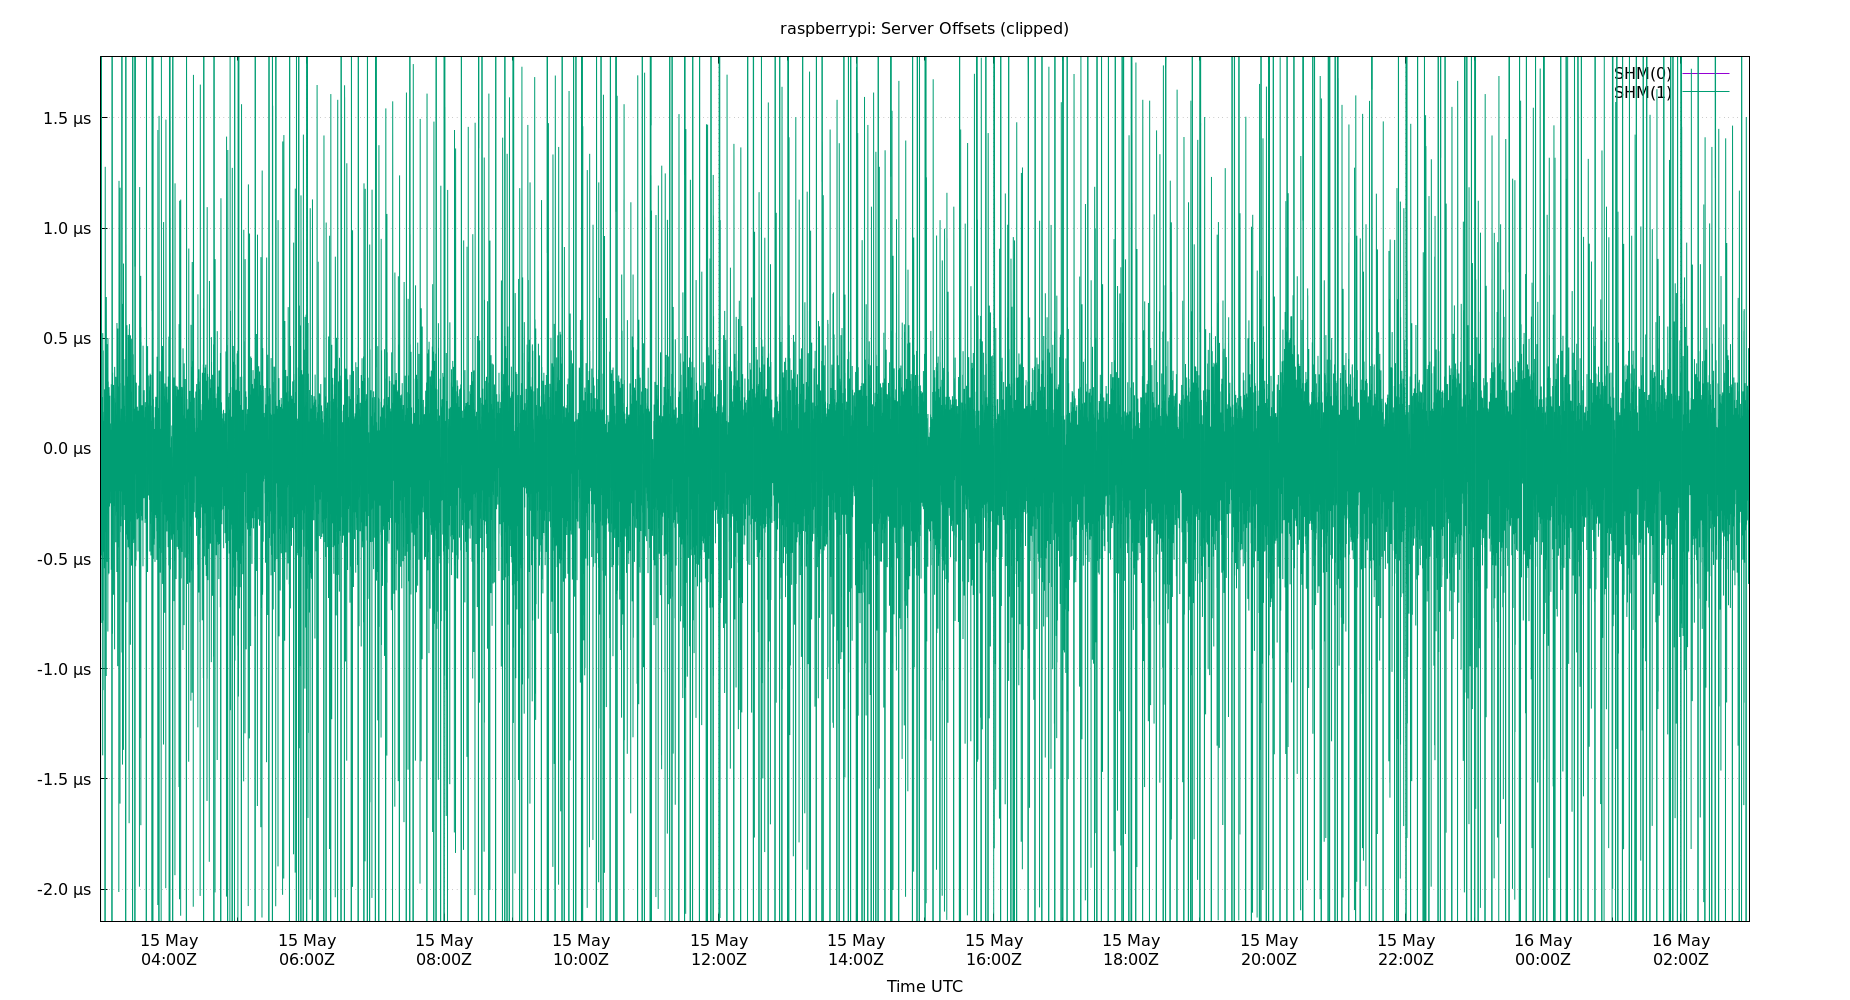 raspberrypi: Server Offsets (clipped)
SHM(0)
SHM(1)
1.5 µs
1.0 µs
0.5 µs
0.0 µs
-0.5 µs
-1.0 µs
-1.5 µs
-2.0 µs
15 May 15 May 15 May 15 May 15 May 15 May 15 May 15 May 15 May 15 May 16 May 16 May
04:00Z 06:00Z 08:00Z 10:00Z 12:00Z 14:00Z 16:00Z 18:00Z 20:00Z 22:00Z 00:00Z 02:00Z
Time UTC